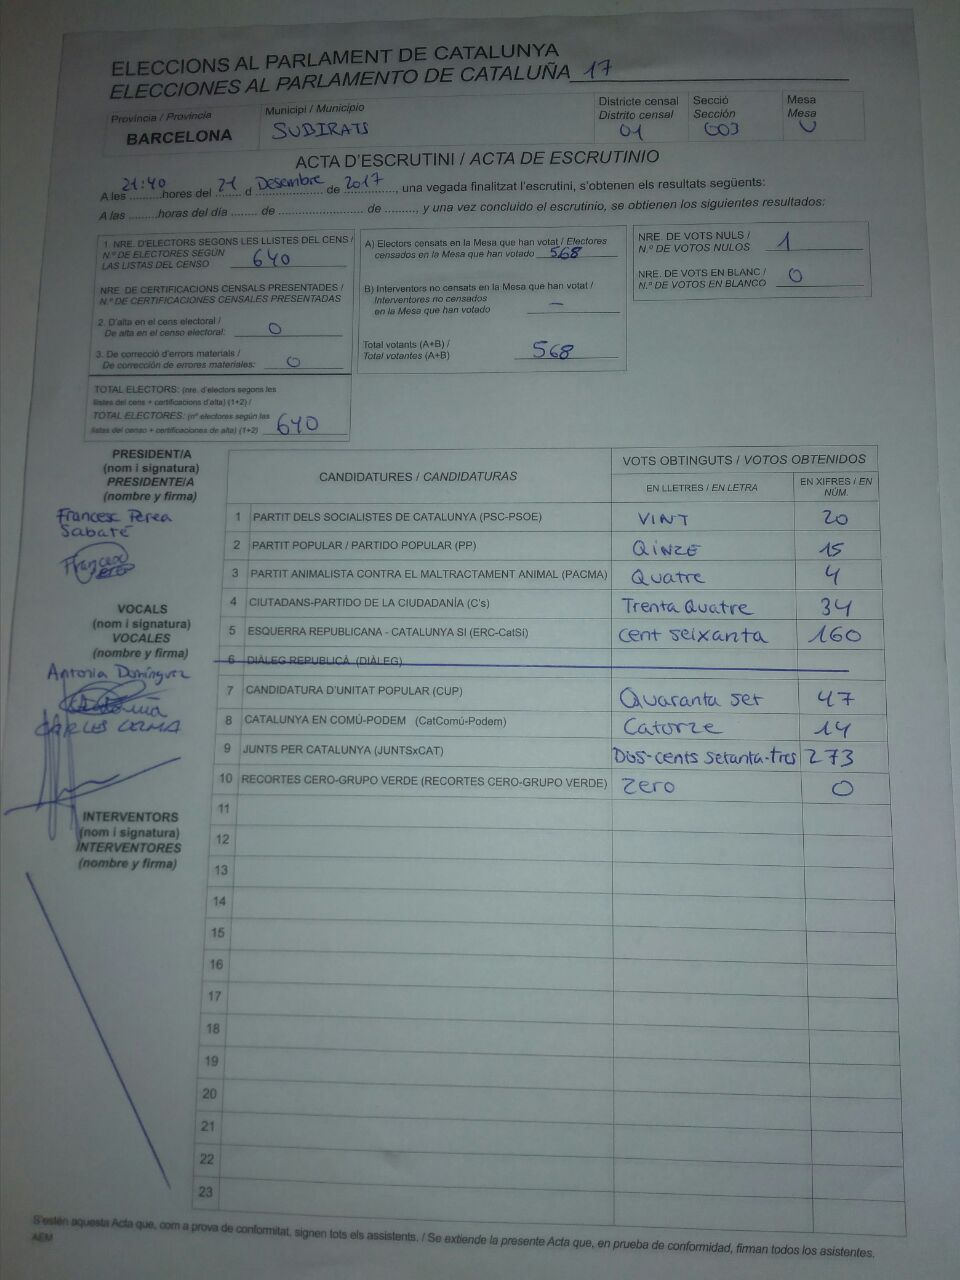 ELECCIONS AL PARLAMENT DE CATALUNYA
ELECCIONES AL PARLAMENTO DE CATALUÑA 17
Província / Provincia
BARCELONA
Municipi / Municipio
SUBIRATS
Districte censal
Distrito censal
01
Secció
Sección
003
Mesa
Mesa
U
ACTA D'ESCRUTINI / ACTA DE ESCRUTINIO
A les 21:40 hores del 21 d Desembre de 2017, una vegada finalitzat l'escrutini, s'obtenen els resultats següents:
A las .........horas del día ........ de ............................ de ........., y una vez concluido el escrutinio, se obtienen los siguientes resultados:
1. NRE. D'ELECTORS SEGONS LES LLISTES DEL CENS /
N.º DE ELECTORES SEGÚN
LAS LISTAS DEL CENSO 640
NRE. DE CERTIFICACIONS CENSALS PRESENTADES /
N.º DE CERTIFICACIONES CENSALES PRESENTADAS
2. D'alta en el cens electoral /
De alta en el censo electoral: 0
3. De correcció d'errors materials /
De corrección de errores materiales: 0
TOTAL ELECTORS: (nre. d'electors segons les
llistes del cens + certificacions d'alta) (1+2) /
TOTAL ELECTORES: (nº electores según las
listas del censo + certificaciones de alta) (1+2) 640
A) Electors censats en la Mesa que han votat / Electores
censados en la Mesa que han votado 568
B) Interventors no censats en la Mesa que han votat /
Interventores no censados
en la Mesa que han votado –
Total votants (A+B) /
Total votantes (A+B) 568
NRE. DE VOTS NULS /
N.º DE VOTOS NULOS 1
NRE. DE VOTS EN BLANC /
N.º DE VOTOS EN BLANCO 0
PRESIDENT/A
(nom i signatura)
PRESIDENTE/A
(nombre y firma)
Francesc Perea
Sabaté
Francesc
VOCALS
(nom i signatura)
VOCALES
(nombre y firma)
Antonia Domínguez
CARLES
INTERVENTORS
(nom i signatura)
INTERVENTORES
(nombre y firma)
CANDIDATURES / CANDIDATURAS
VOTS OBTINGUTS / VOTOS OBTENIDOS
EN LLETRES / EN LETRA
EN XIFRES / EN NÚM.
1 PARTIT DELS SOCIALISTES DE CATALUNYA (PSC-PSOE) VINT 20
2 PARTIT POPULAR / PARTIDO POPULAR (PP) QINZE 15
3 PARTIT ANIMALISTA CONTRA EL MALTRACTAMENT ANIMAL (PACMA) Quatre 4
4 CIUTADANS-PARTIDO DE LA CIUDADANÍA (C's) Trenta Quatre 34
5 ESQUERRA REPUBLICANA - CATALUNYA SI (ERC-CatSí) cent seixanta 160
6 DIÀLEG REPUBLICÀ (DIÀLEG)
7 CANDIDATURA D'UNITAT POPULAR (CUP) Quaranta set 47
8 CATALUNYA EN COMÚ-PODEM (CatComú-Podem) Catorze 14
9 JUNTS PER CATALUNYA (JUNTSxCAT) Dos-cents setanta-tres 273
10 RECORTES CERO-GRUPO VERDE (RECORTES CERO-GRUPO VERDE) Zero 0
11
12
13
14
15
16
17
18
19
20
21
22
23
S'estén aquesta Acta que, com a prova de conformitat, signen tots els assistents. / Se extiende la presente Acta que, en prueba de conformidad, firman todos los asistentes.
AEM